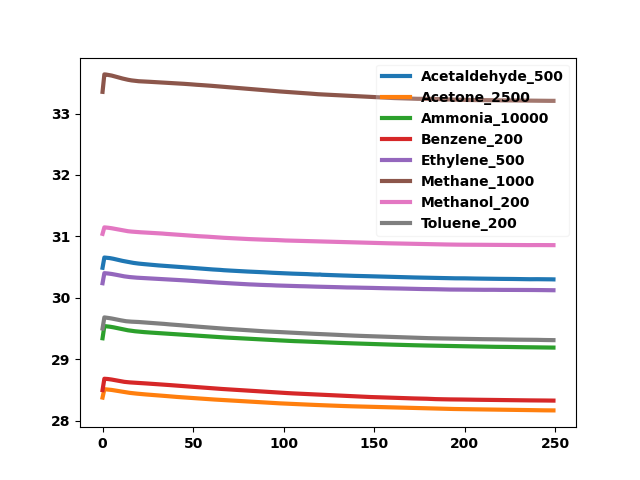 Acetaldehyde_500
Acetone_2500
Ammonia_10000
Benzene_200
Ethylene_500
Methane_1000
Methanol_200
Toluene_200
33
32
31
30
29
28
0 50 100 150 200 250